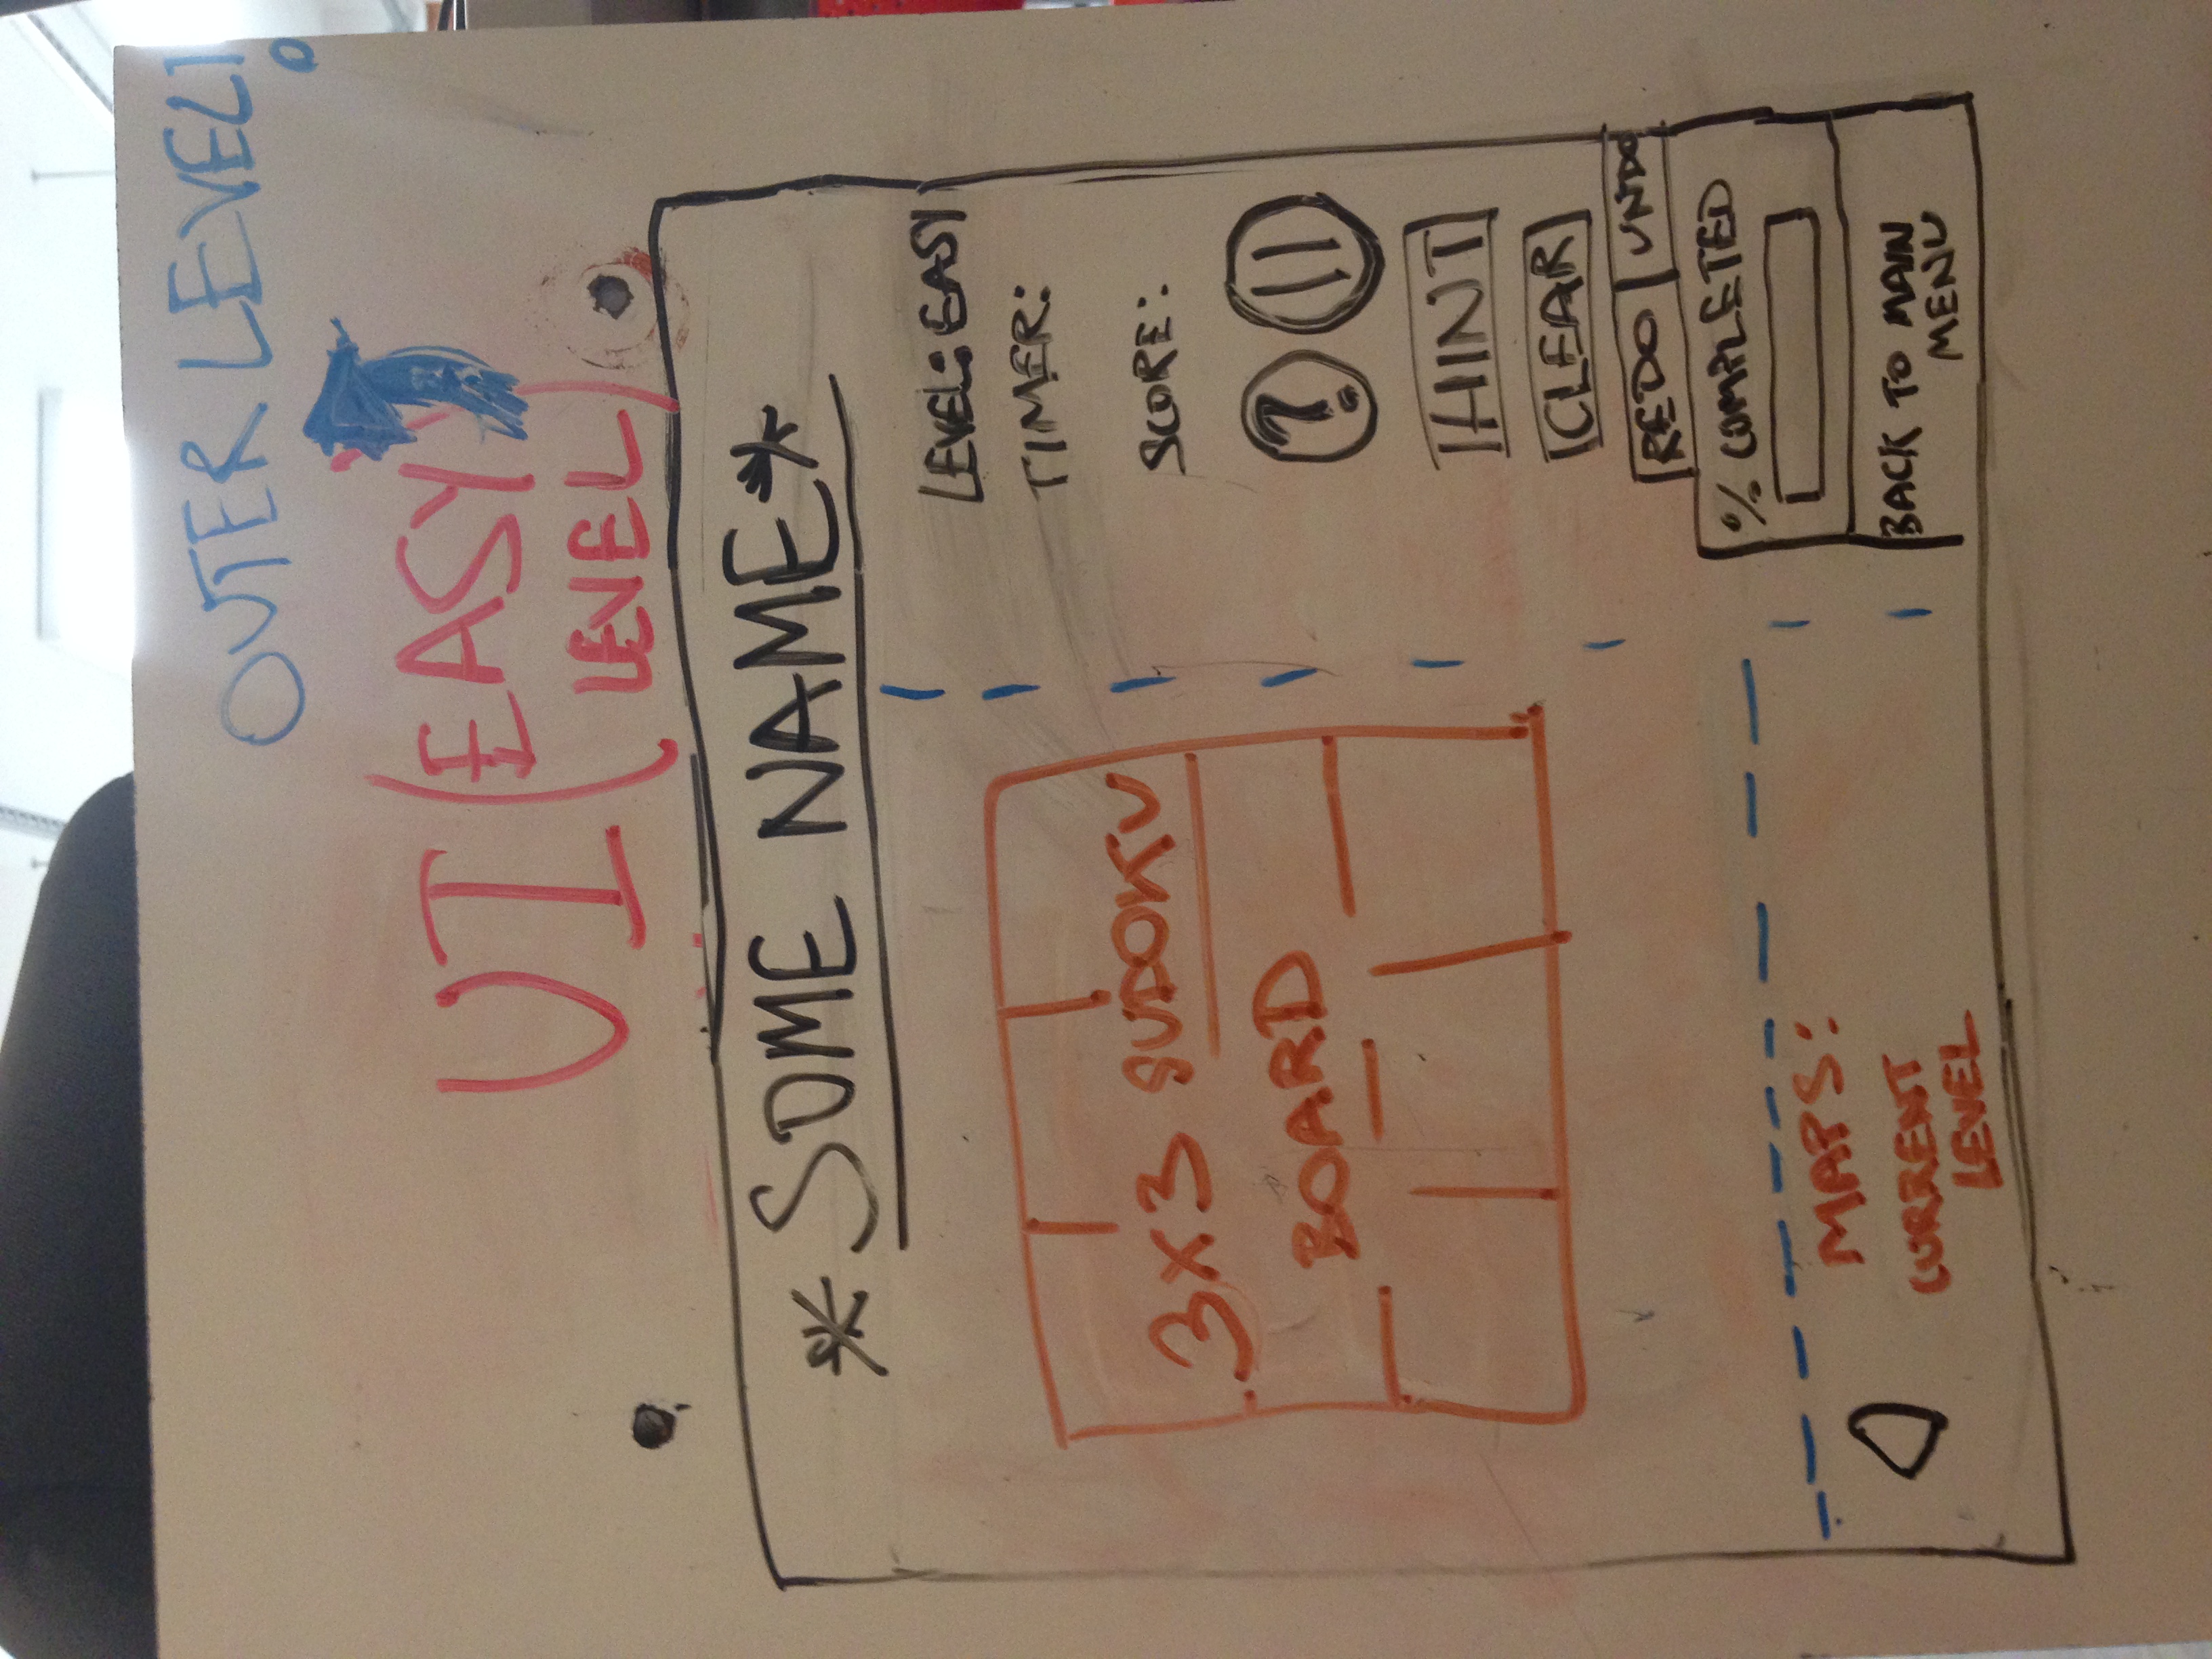 OUTER LEVEL!
UI (EASY
LEVEL)
* SOME NAME *
LEVEL: EASY
TIMER:
SCORE:
3x3 SUDOKU
BOARD
? ||
HINT
CLEAR
REDO | UNDO
% COMPLETED
MAPS:
CURRENT
LEVEL
BACK TO MAIN
MENU